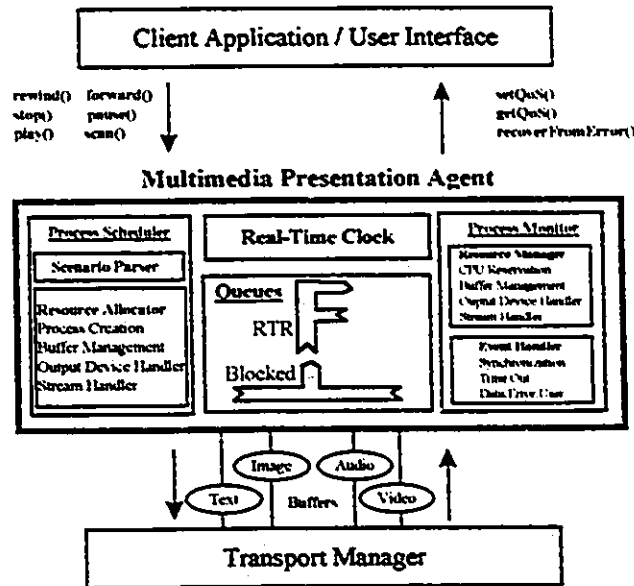 Client Application / User Interface
rewind() forward()
stop() pause()
play() scan()
setQoS()
getQoS()
recoverFromError()
Multimedia Presentation Agent
Process Scheduler
Scenario Parser
Resource Allocator
Process Creation
Buffer Management
Output Device Handler
Stream Handler
Real-Time Clock
Queues
RTR
Blocked
Process Monitor
Resource Manager
CPU Reservation
Buffer Management
Output Device Handler
Stream Handler
Event Handler
Synchronization
Time Out
Data Error/User
Image
Audio
Text
Buffers
Video
Transport Manager